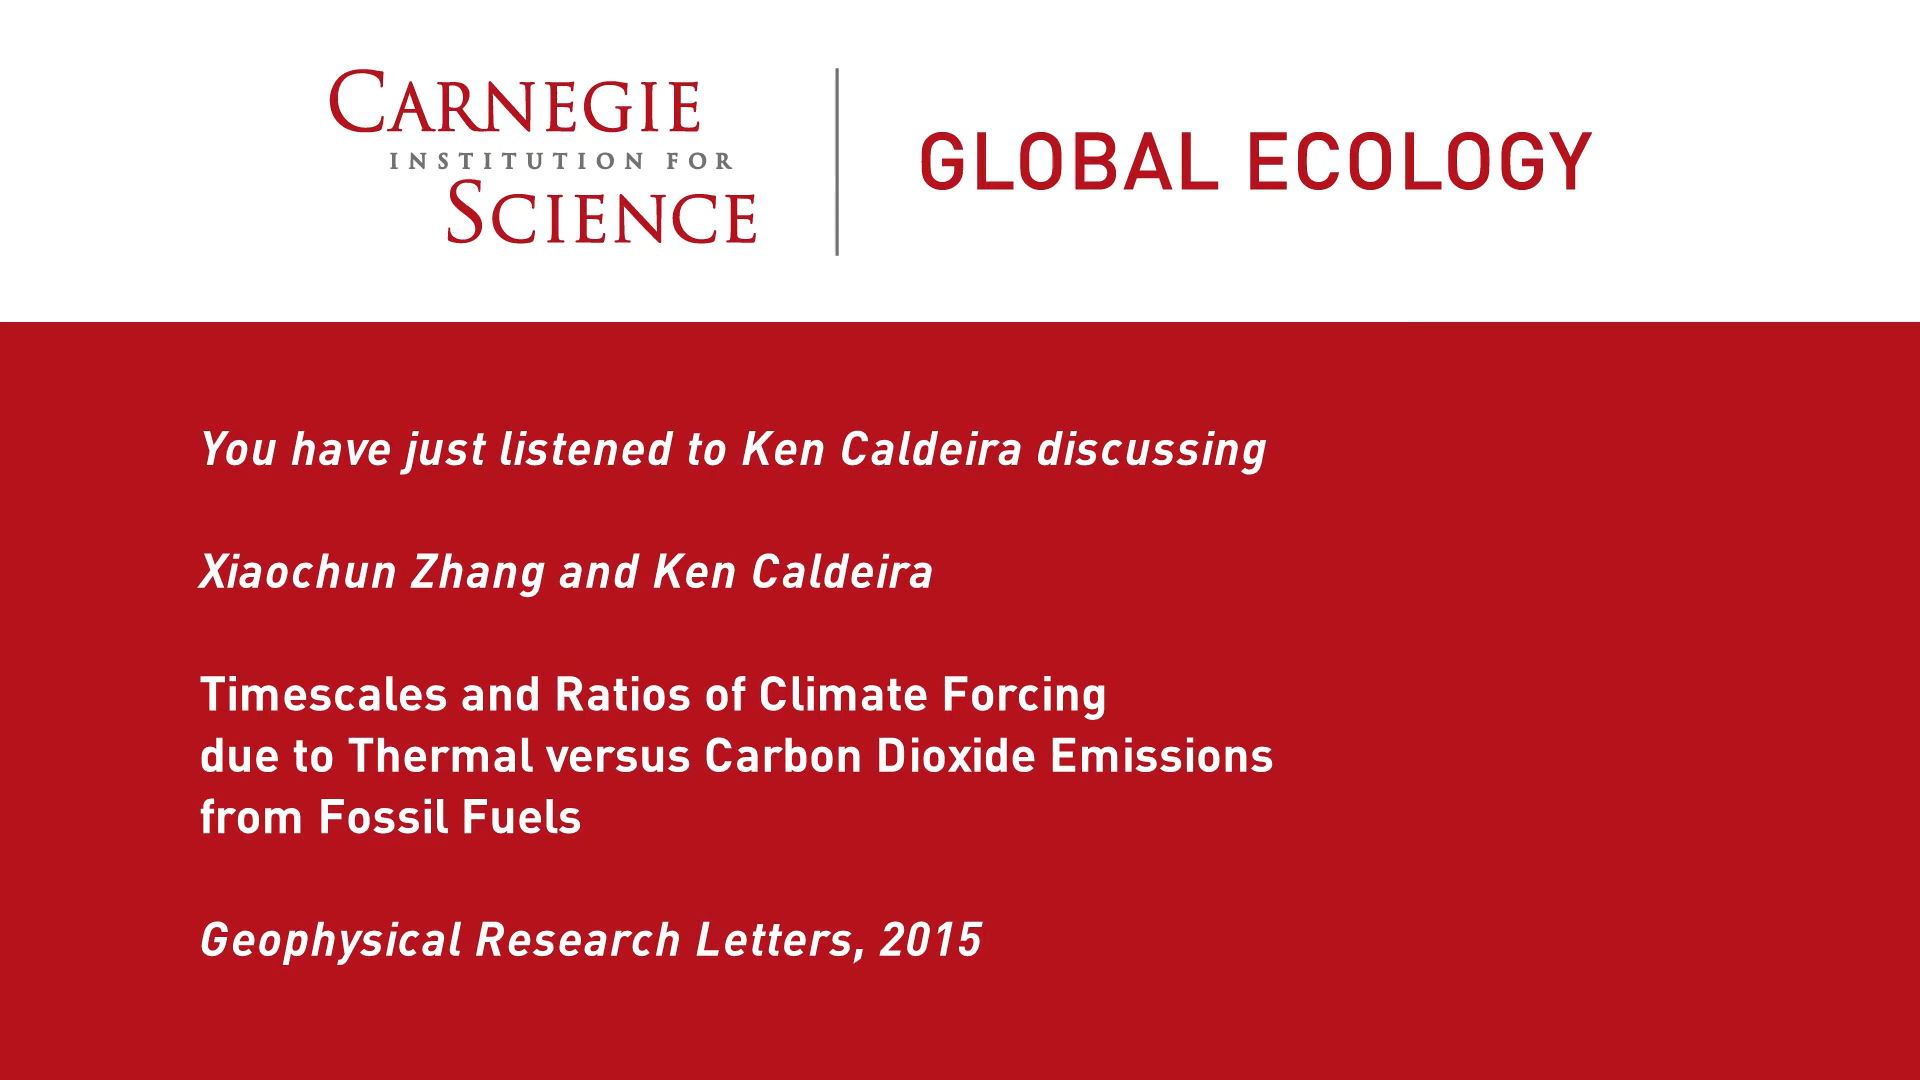 CARNEGIE
INSTITUTION FOR
SCIENCE
GLOBAL ECOLOGY
You have just listened to Ken Caldeira discussing
Xiaochun Zhang and Ken Caldeira
Timescales and Ratios of Climate Forcing
due to Thermal versus Carbon Dioxide Emissions
from Fossil Fuels
Geophysical Research Letters, 2015